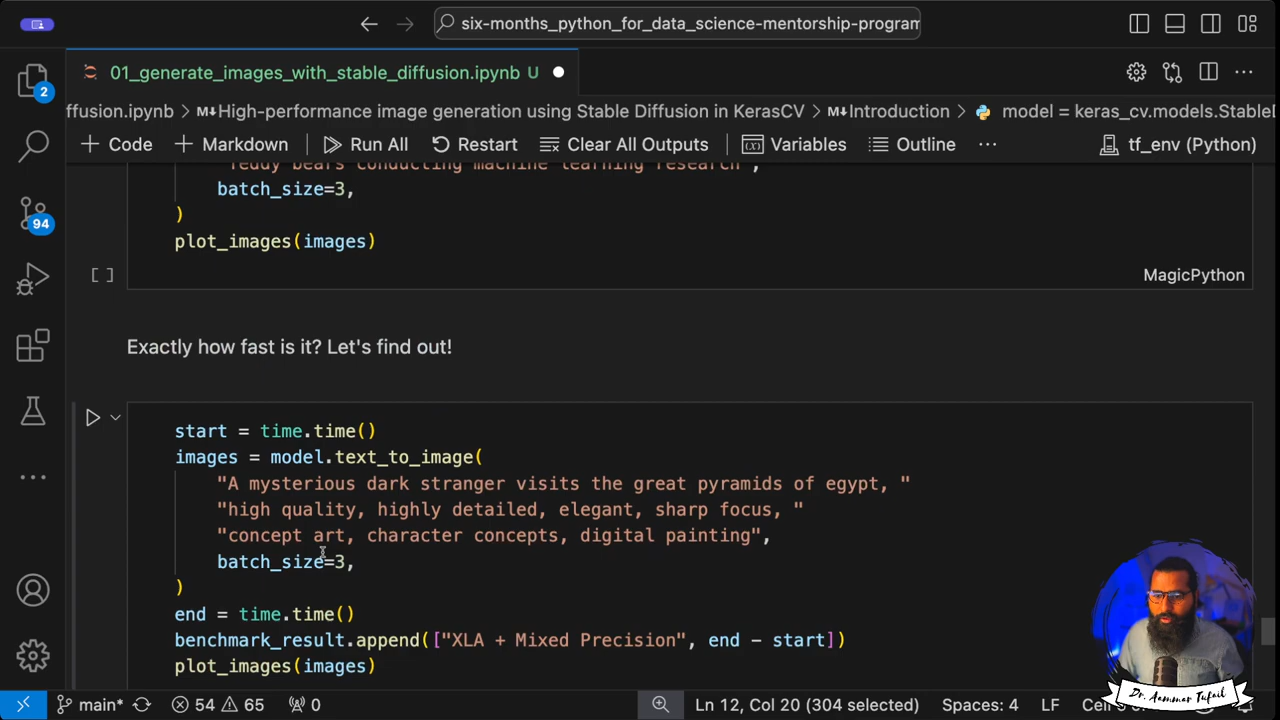 six-months_python_for_data_science-mentorship-program
2
01_generate_images_with_stable_diffusion.ipynb U
ffusion.ipynb > High-performance image generation using Stable Diffusion in KerasCV > Introduction > model = keras_cv.models.Stable
+ Code + Markdown Run All Restart Clear All Outputs Variables Outline ... tf_env (Python)
"Teddy bears conducting machine learning research",
batch_size=3,
)
plot_images(images)
94
[ ] MagicPython
Exactly how fast is it? Let's find out!
start = time.time()
images = model.text_to_image(
"A mysterious dark stranger visits the great pyramids of egypt, "
"high quality, highly detailed, elegant, sharp focus, "
"concept art, character concepts, digital painting",
batch_size=3,
)
end = time.time()
benchmark_result.append(["XLA + Mixed Precision", end - start])
plot_images(images)
Dr. Aammar Tufail
main* 54 65 0 Ln 12, Col 20 (304 selected) Spaces: 4 LF